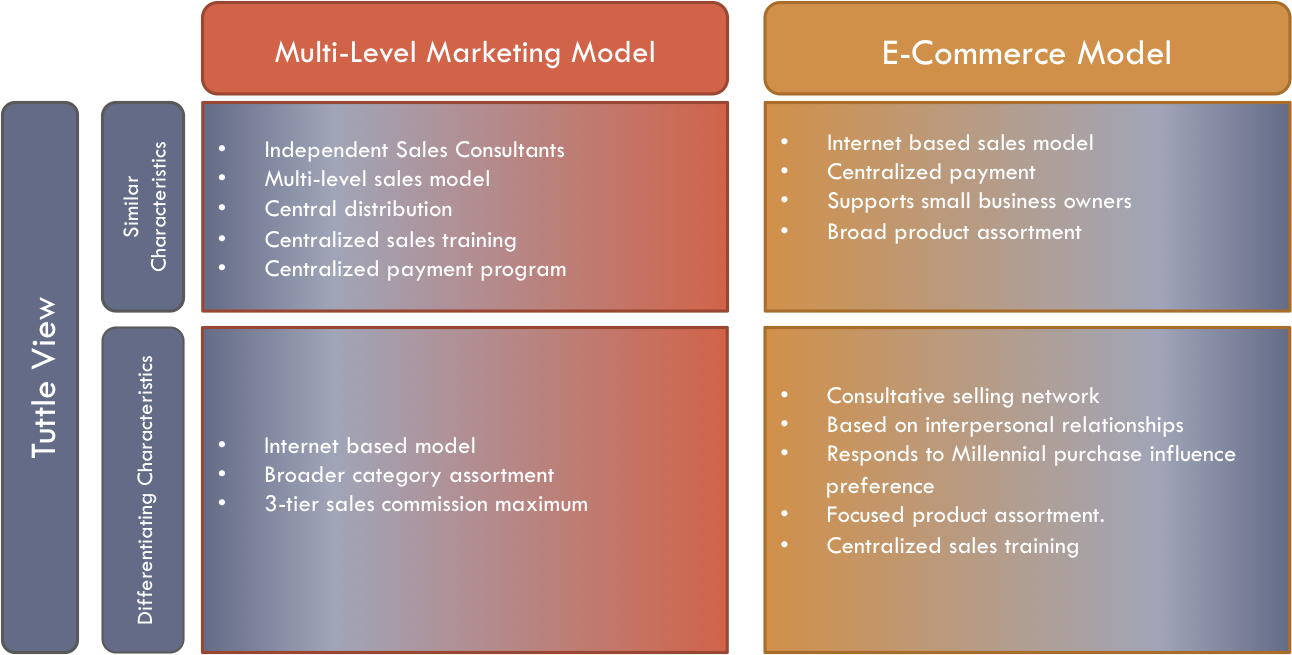 Multi-Level Marketing Model
E-Commerce Model
Tuttle View
Similar
Characteristics
• Independent Sales Consultants
• Multi-level sales model
• Central distribution
• Centralized sales training
• Centralized payment program
• Internet based sales model
• Centralized payment
• Supports small business owners
• Broad product assortment
Differentiating Characteristics
• Internet based model
• Broader category assortment
• 3-tier sales commission maximum
• Consultative selling network
• Based on interpersonal relationships
• Responds to Millennial purchase influence
preference
• Focused product assortment.
• Centralized sales training